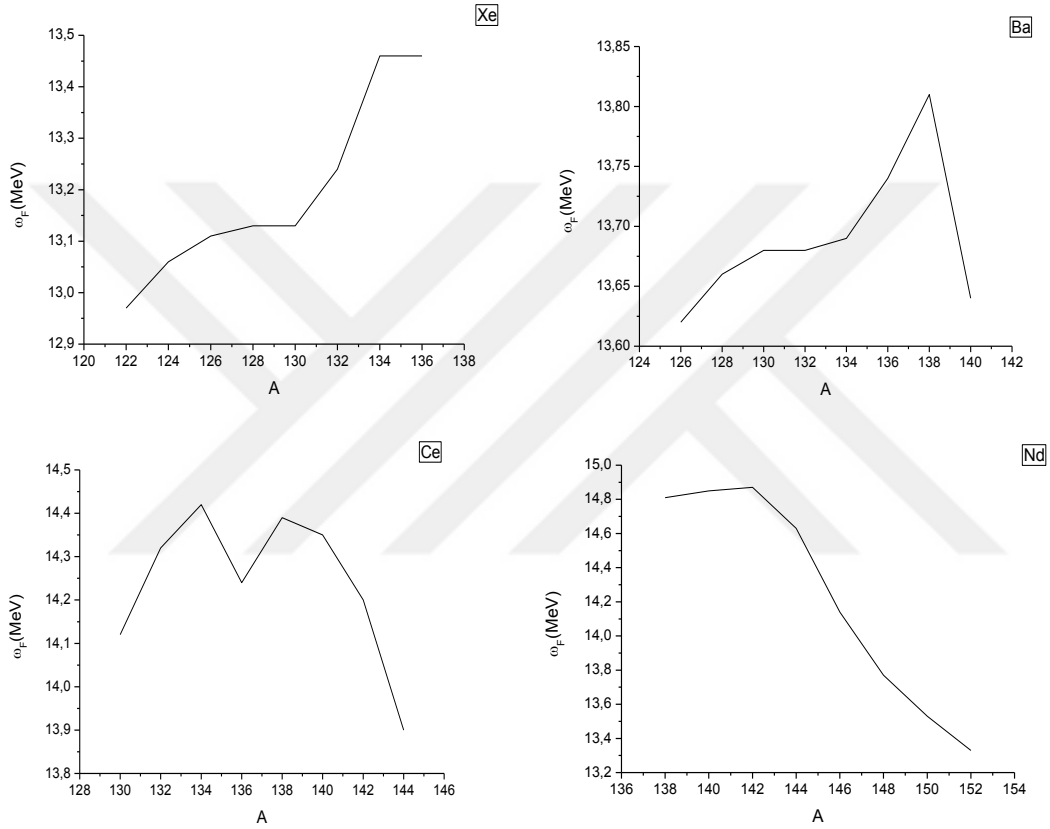 Xe
13,5
13,4
13,3
13,2
13,1
13,0
12,9
ω_F(MeV)
120 122 124 126 128 130 132 134 136 138
A
Ba
13,85
13,80
13,75
13,70
13,65
13,60
ω_F(MeV)
124 126 128 130 132 134 136 138 140 142
A
Ce
14,5
14,4
14,3
14,2
14,1
14,0
13,9
13,8
ω_F(MeV)
128 130 132 134 136 138 140 142 144 146
A
Nd
15,0
14,8
14,6
14,4
14,2
14,0
13,8
13,6
13,4
13,2
ω_F(MeV)
136 138 140 142 144 146 148 150 152 154
A